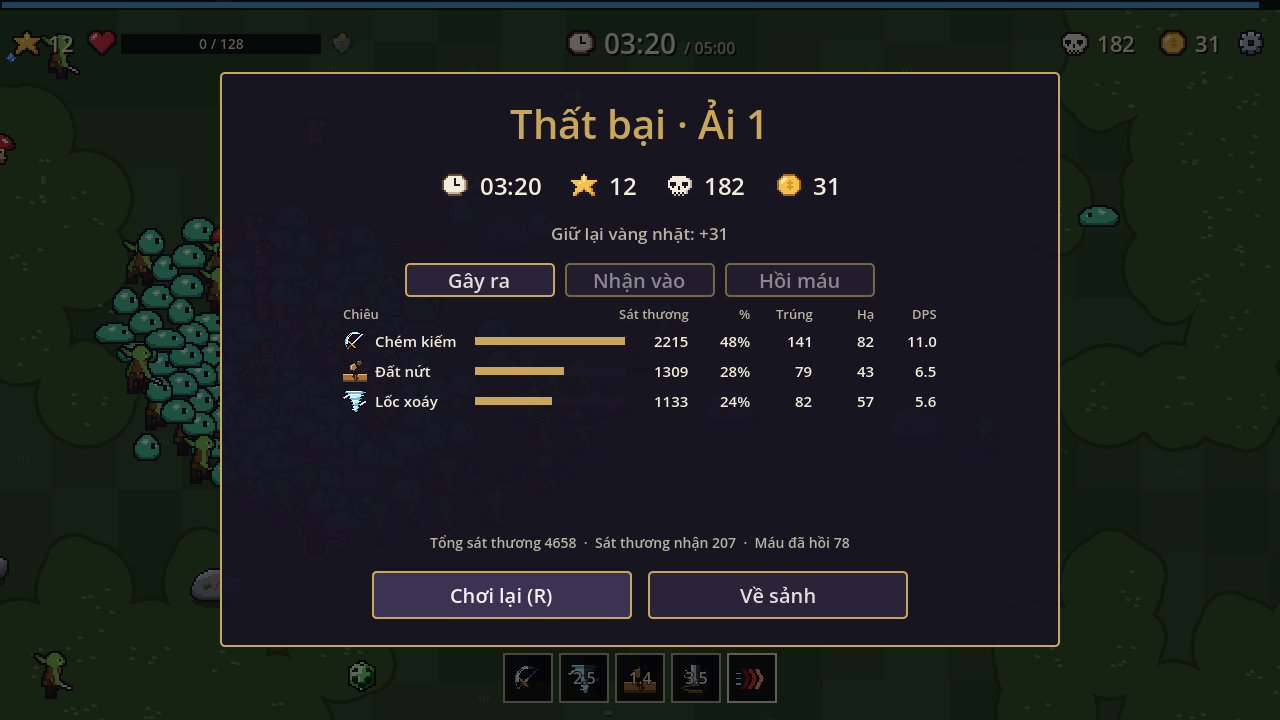 12 0 / 128 03:20 / 05:00 182 31
Thất bại · Ải 1
03:20 12 182 31
Giữ lại vàng nhặt: +31
Gây ra Nhận vào Hồi máu
Chiêu Sát thương % Trúng Hạ DPS
Chém kiếm 2215 48% 141 82 11.0
Đất nứt 1309 28% 79 43 6.5
Lốc xoáy 1133 24% 82 57 5.6
Tổng sát thương 4658 · Sát thương nhận 207 · Máu đã hồi 78
Chơi lại (R) Về sảnh
2.5 1.4 3.5